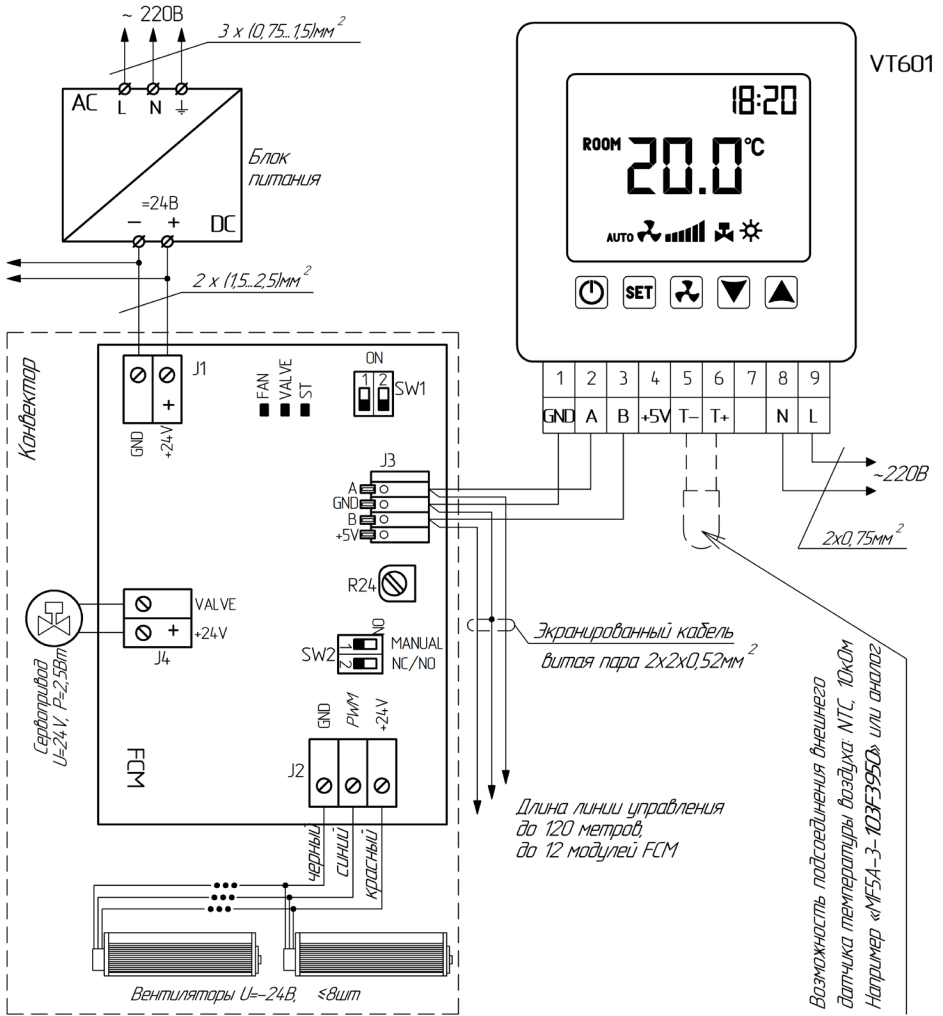 ~ 220В
3 x (0,75...1,5)мм²
AC
L
N
Блок
питания
=24В
−
+
DC
2 x (1,5...2,5)мм²
VT601
18:20
ROOM
20.0°C
AUTO
SET
1 2 3 4 5 6 7 8 9
GND A B +5V T− T+ N L
~220В
2x0,75мм²
Конвектор
J1
+
GND
+24V
FAN
VALVE
ST
ON
1 2
SW1
J3
A
GND
B
+5V
R24
VALVE
+
+24V
J4
Сервопривод
U=24V, P=2,5Вт
NO
SW2
1
2
MANUAL
NC/NO
GND
PWM
+24V
J2
FCM
черный
синий
красный
Экранированный кабель
витая пара 2x2x0,52мм²
Длина линии управления
до 120 метров,
до 12 модулей FCM
Возможность подсоединения внешнего
датчика температуры воздуха: NTC, 10кОм
Например «MF5A-3-103F3950» или аналог
Вентиляторы U=−24В, ≤8шт